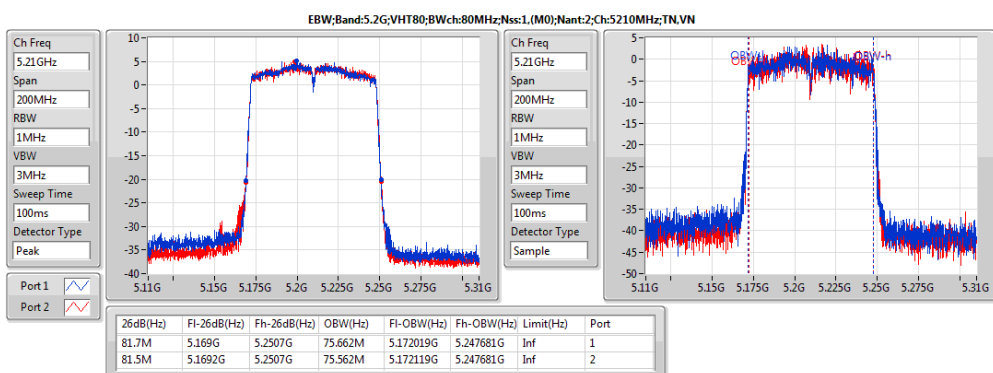 EBW;Band:5.2G;VHT80;BWch:80MHz;Nss:1,(M0);Nant:2;Ch:5210MHz;TN,VN
Ch Freq
5.21GHz
Span
200MHz
RBW
1MHz
VBW
3MHz
Sweep Time
100ms
Detector Type
Peak
Port 1
Port 2
10
5
0
-5
-10
-15
-20
-25
-30
-35
-40
5.11G 5.15G 5.175G 5.20G 5.225G 5.25G 5.275G 5.31G
Ch Freq
5.21GHz
Span
200MHz
RBW
1MHz
VBW
3MHz
Sweep Time
100ms
Detector Type
Sample
5
0
-5
-10
-15
-20
-25
-30
-35
-40
-45
-50
OBW-h
5.11G 5.15G 5.175G 5.20G 5.225G 5.25G 5.275G 5.31G
26dB(Hz) Fl-26dB(Hz) Fh-26dB(Hz) OBW(Hz) Fl-OBW(Hz) Fh-OBW(Hz) Limit(Hz) Port
81.7M 5.169G 5.2507G 75.662M 5.172019G 5.247681G Inf 1
81.5M 5.1692G 5.2507G 75.562M 5.172119G 5.247681G Inf 2